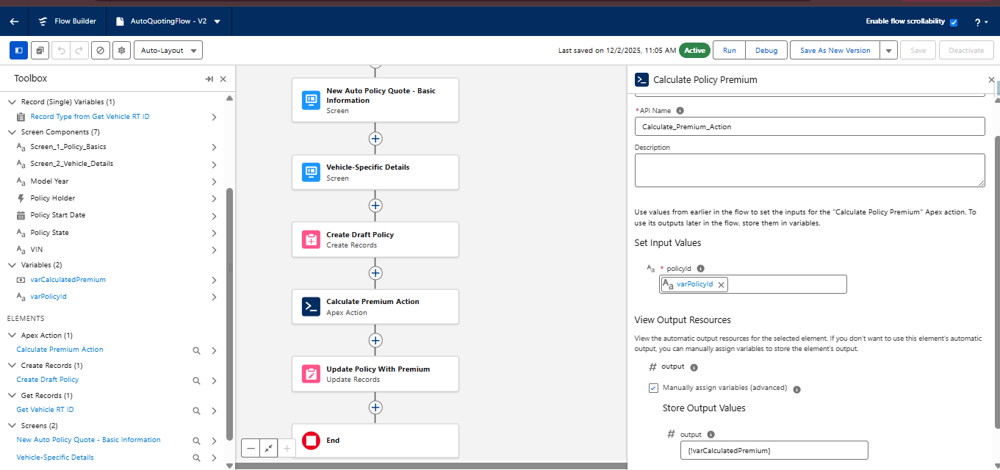 Flow Builder
AutoQuotingFlow - V2
Enable flow scrollability
?
Auto-Layout
Last saved on 12/2/2025, 11:05 AM
Active
Run
Debug
Save As New Version
Save
Deactivate
Toolbox
Record (Single) Variables (1)
Record Type from Get Vehicle RT ID
Screen Components (7)
Aa Screen_1_Policy_Basics
Aa Screen_2_Vehicle_Details
Aa Model Year
Policy Holder
Policy Start Date
Aa Policy State
Aa VIN
Variables (2)
varCalculatedPremium
Aa varPolicyId
ELEMENTS
Apex Action (1)
Calculate Premium Action
Create Records (1)
Create Draft Policy
Get Records (1)
Get Vehicle RT ID
Screens (2)
New Auto Policy Quote - Basic Information
Vehicle-Specific Details
New Auto Policy Quote - Basic
Information
Screen
Vehicle-Specific Details
Screen
Create Draft Policy
Create Records
Calculate Premium Action
Apex Action
Update Policy With Premium
Update Records
End
Calculate Policy Premium
*API Name
Calculate_Premium_Action
Description
Use values from earlier in the flow to set the inputs for the "Calculate Policy Premium" Apex action. To
use its outputs later in the flow, store them in variables.
Set Input Values
Aa * policyId
Aa varPolicyId
View Output Resources
View the automatic output resources for the selected element. If you don't want to use this element's automatic
output, you can manually assign variables to store the element's output.
# output
Manually assign variables (advanced)
Store Output Values
# output
{!varCalculatedPremium}